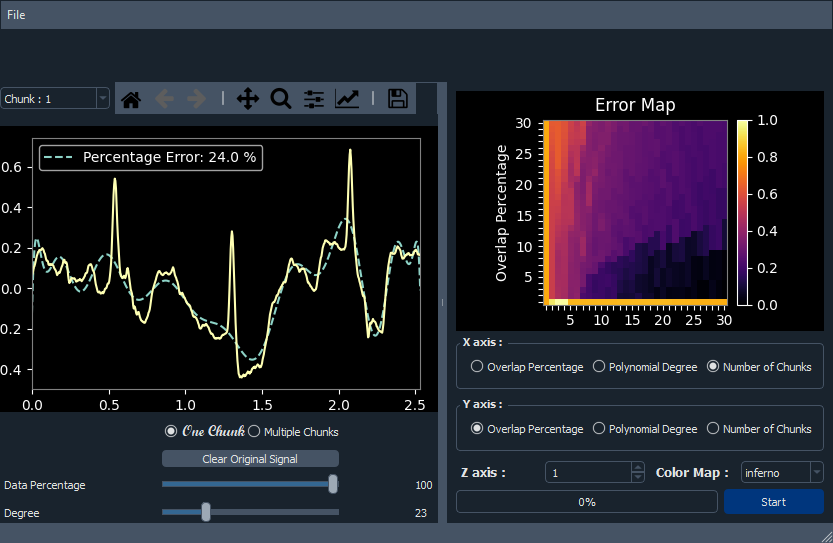 File
Chunk : 1
Percentage Error: 24.0 %
0.6
0.4
0.2
0.0
0.2
0.4
0.0 0.5 1.0 1.5 2.0 2.5
One Chunk Multiple Chunks
Clear Original Signal
Data Percentage 100
Degree 23
Error Map
Overlap Percentage
30
25
20
15
10
5
5 10 15 20 25 30
1.0
0.8
0.6
0.4
0.2
0.0
X axis :
Overlap Percentage Polynomial Degree Number of Chunks
Y axis :
Overlap Percentage Polynomial Degree Number of Chunks
Z axis : 1 Color Map : inferno
0% Start